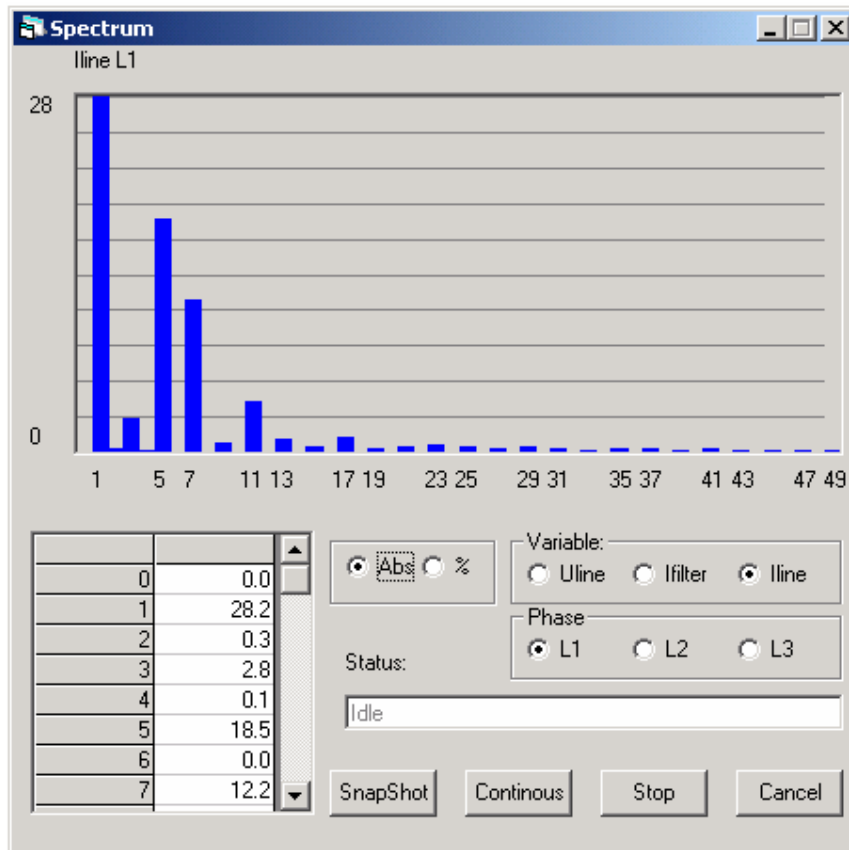 Spectrum
Iline L1
28
0
1 5 7 11 13 17 19 23 25 29 31 35 37 41 43 47 49
0 0.0
1 28.2
2 0.3
3 2.8
4 0.1
5 18.5
6 0.0
7 12.2
Abs %
Variable:
Uline Ifilter Iline
Phase
L1 L2 L3
Status:
Idle
SnapShot Continous Stop Cancel